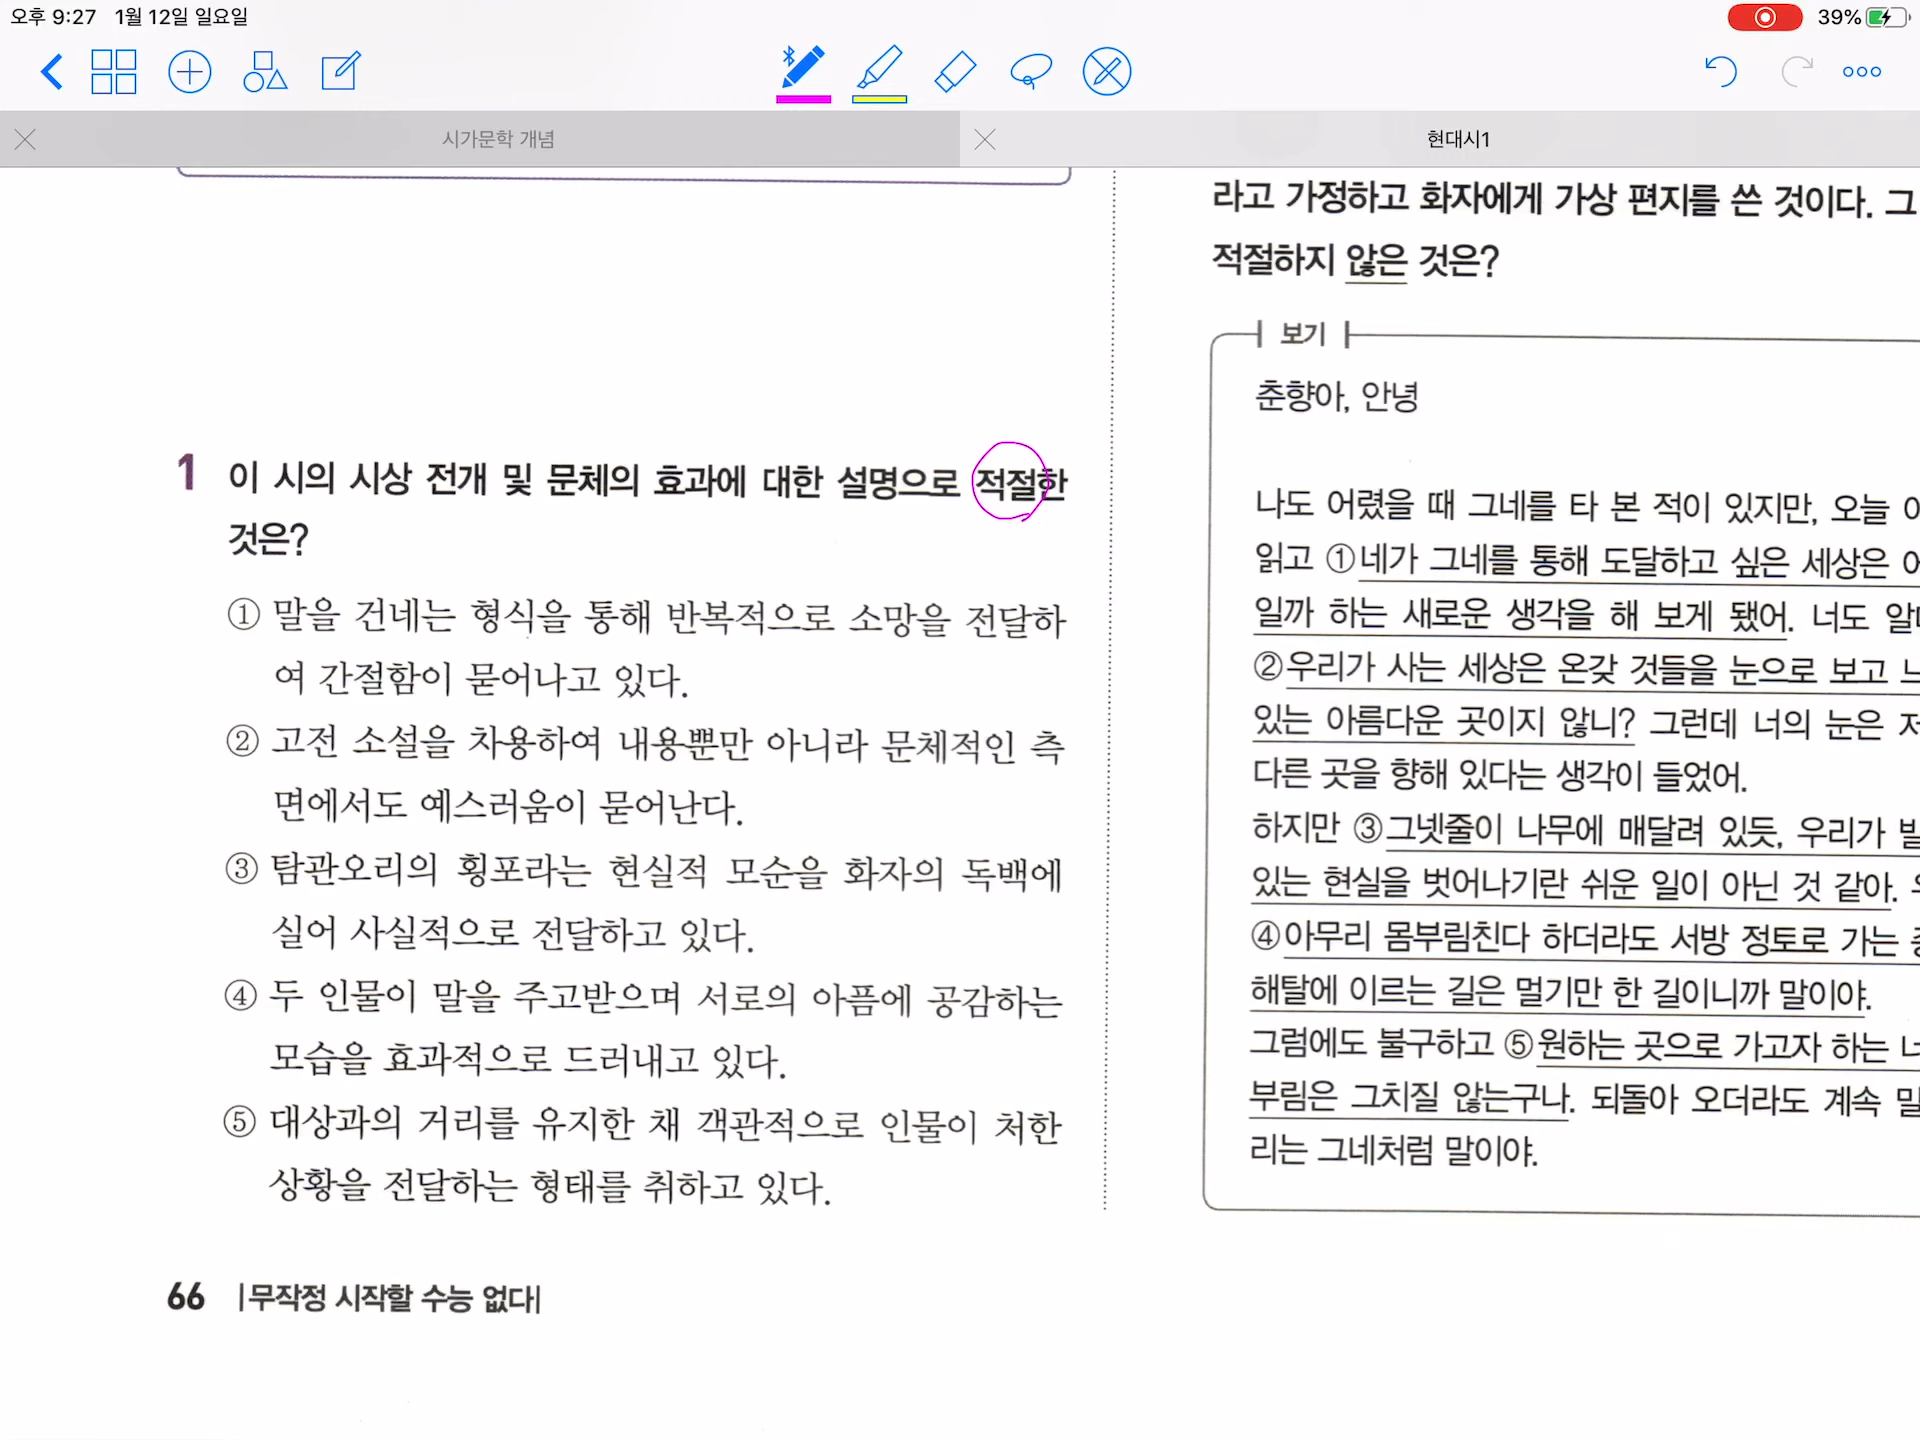 오후 9:27 1월 12일 일요일
39%
시가문학 개념
현대시1
1 이 시의 시상 전개 및 문체의 효과에 대한 설명으로 적절한
것은?
① 말을 건네는 형식을 통해 반복적으로 소망을 전달하
여 간절함이 묻어나고 있다.
② 고전 소설을 차용하여 내용뿐만 아니라 문체적인 측
면에서도 예스러움이 묻어난다.
③ 탐관오리의 횡포라는 현실적 모순을 화자의 독백에
실어 사실적으로 전달하고 있다.
④ 두 인물이 말을 주고받으며 서로의 아픔에 공감하는
모습을 효과적으로 드러내고 있다.
⑤ 대상과의 거리를 유지한 채 객관적으로 인물이 처한
상황을 전달하는 형태를 취하고 있다.
66 |무작정 시작할 수능 없다|
라고 가정하고 화자에게 가상 편지를 쓴 것이다. 그
적절하지 않은 것은?
보기
춘향아, 안녕
나도 어렸을 때 그네를 타 본 적이 있지만, 오늘
읽고 ①네가 그네를 통해 도달하고 싶은 세상은
일까 하는 새로운 생각을 해 보게 됐어. 너도
②우리가 사는 세상은 온갖 것들을 눈으로 보고
있는 아름다운 곳이지 않니? 그런데 너의 눈은
다른 곳을 향해 있다는 생각이 들었어.
하지만 ③그넷줄이 나무에 매달려 있듯, 우리가
있는 현실을 벗어나기란 쉬운 일이 아닌 것 같아.
④아무리 몸부림친다 하더라도 서방 정토로 가는
해탈에 이르는 길은 멀기만 한 길이니까 말이야.
그럼에도 불구하고 ⑤원하는 곳으로 가고자 하는
부림은 그치질 않는구나. 되돌아 오더라도 계속
리는 그네처럼 말이야.